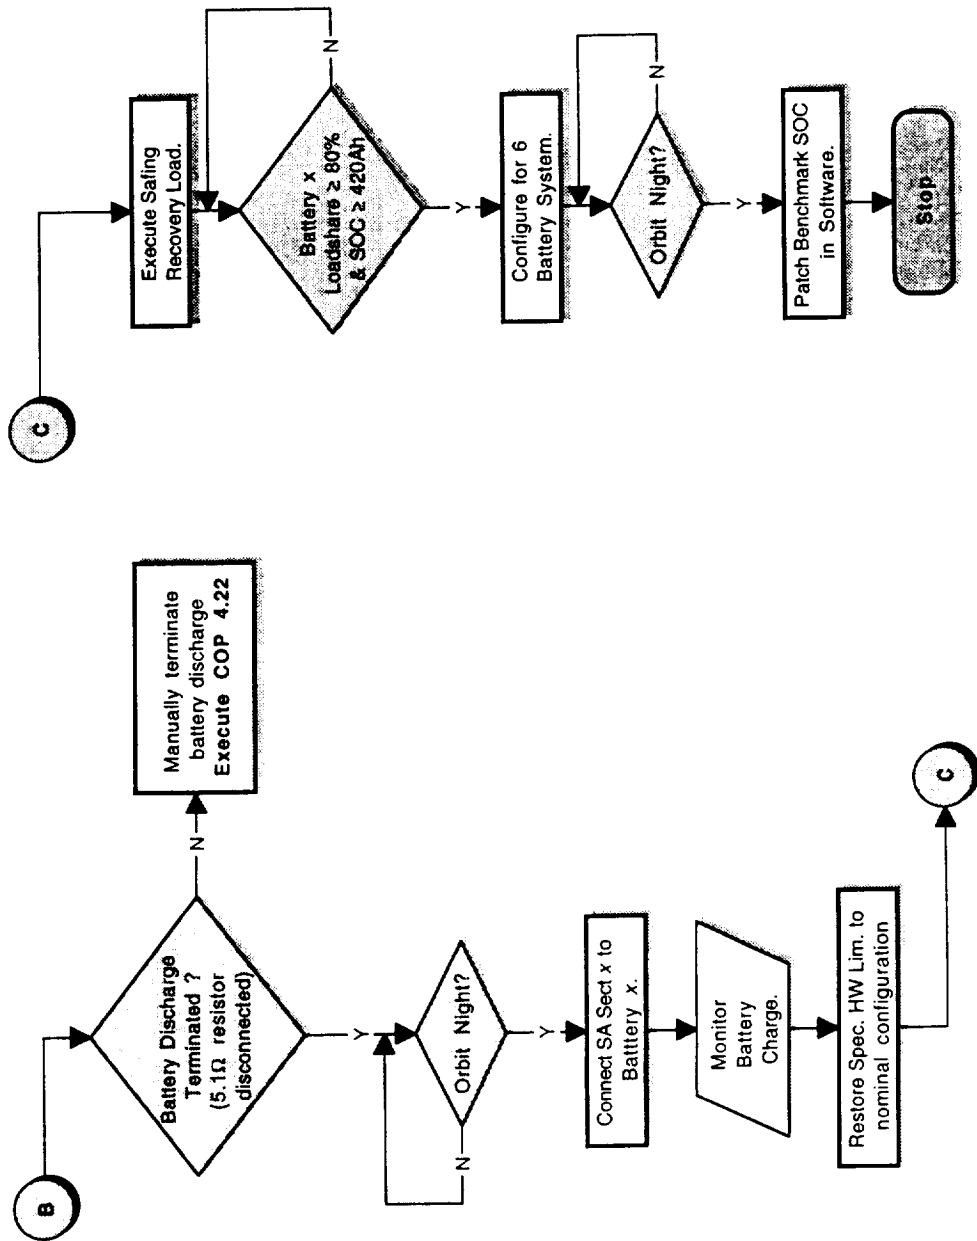 B
Battery Discharge
Terminated ?
(5.1Ω resistor
disconnected)
N
Manually terminate
battery discharge
Execute COP 4.22
Y
Orbit Night?
N
Y
Connect SA Sect x to
Batttery x.
Monitor
Battery
Charge.
Restore Spec. HW Lim. to
nominal configuration
C
C
Execute Safing
Recovery Load.
Battery x
Loadshare ≥ 80%
& SOC ≥ 420Ah
N
Y
Configure for 6
Battery System.
Orbit Night?
N
Y
Patch Benchmark SOC
in Software.
Stop